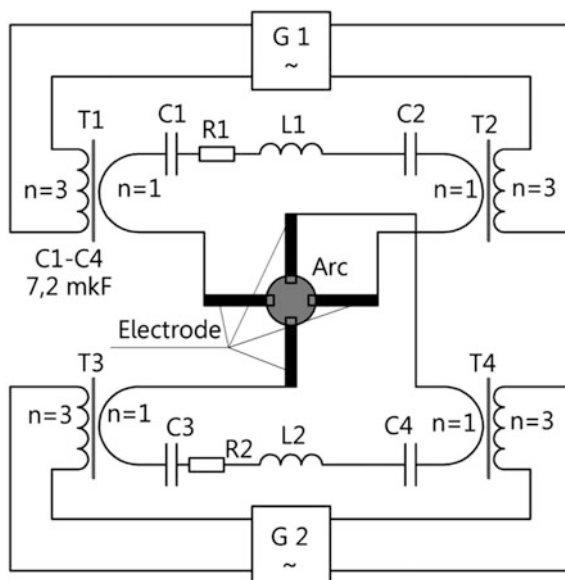 G 1
~
C1
R1
L1
C2
T1
T2
n=3
n=1
n=1
n=3
C1-C4
7,2 mkF
Arc
Electrode
T3
T4
n=3
n=1
n=1
n=3
C3
R2
L2
C4
G 2
~